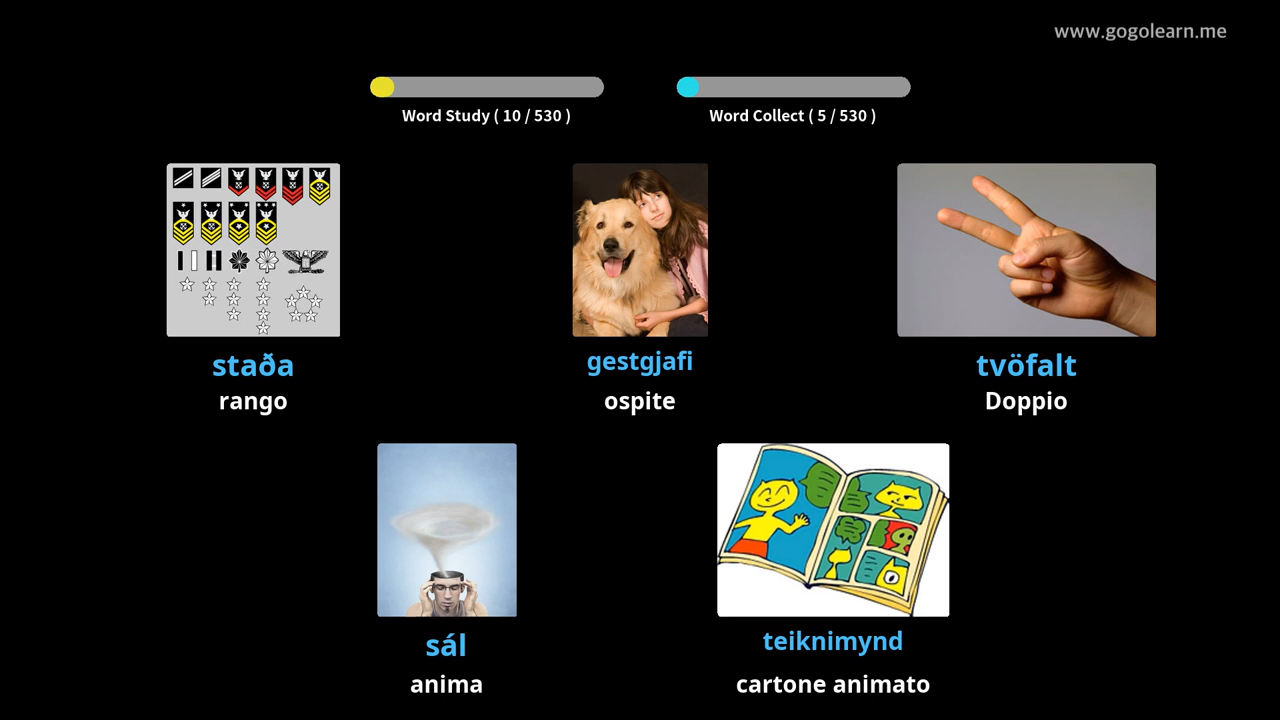 www.gogolearn.me
Word Study ( 10 / 530 )
Word Collect ( 5 / 530 )
staða
rango
gestgjafi
ospite
tvöfalt
Doppio
sál
anima
teiknimynd
cartone animato